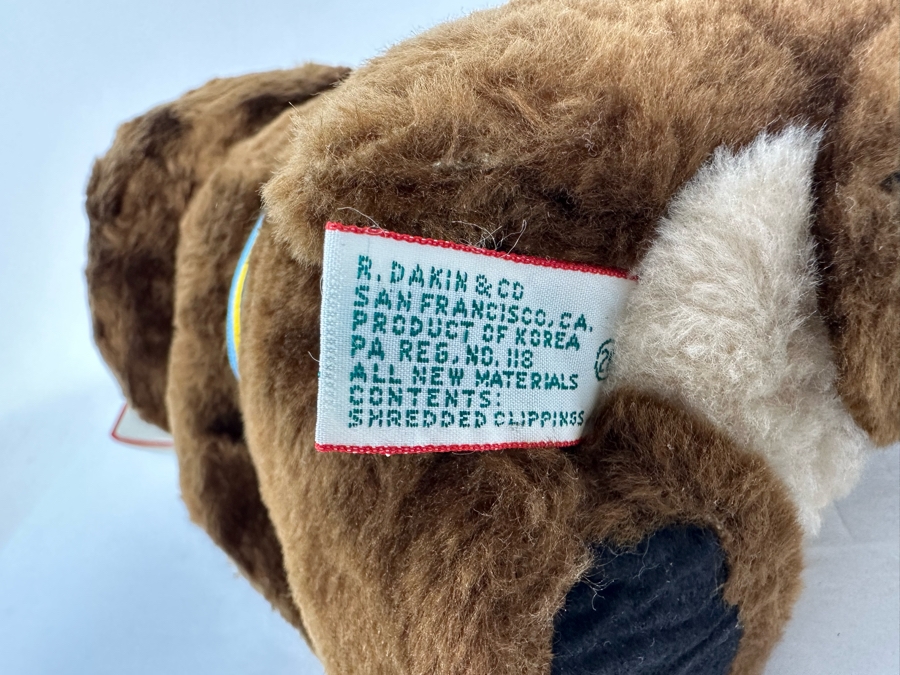 R. DAKIN & CO
SAN FRANCISCO, CA.
PRODUCT OF KOREA
PA REG. NO. 118
ALL NEW MATERIALS
CONTENTS:
SHREDDED CLIPPINGS